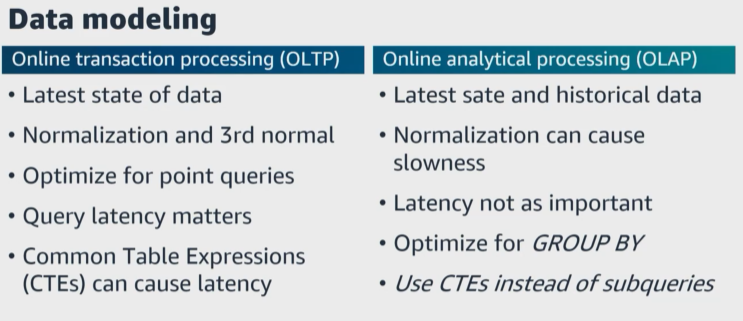 Data modeling
Online transaction processing (OLTP)
• Latest state of data
• Normalization and 3rd normal
• Optimize for point queries
• Query latency matters
• Common Table Expressions
(CTEs) can cause latency
Online analytical processing (OLAP)
• Latest sate and historical data
• Normalization can cause
slowness
• Latency not as important
• Optimize for GROUP BY
• Use CTEs instead of subqueries